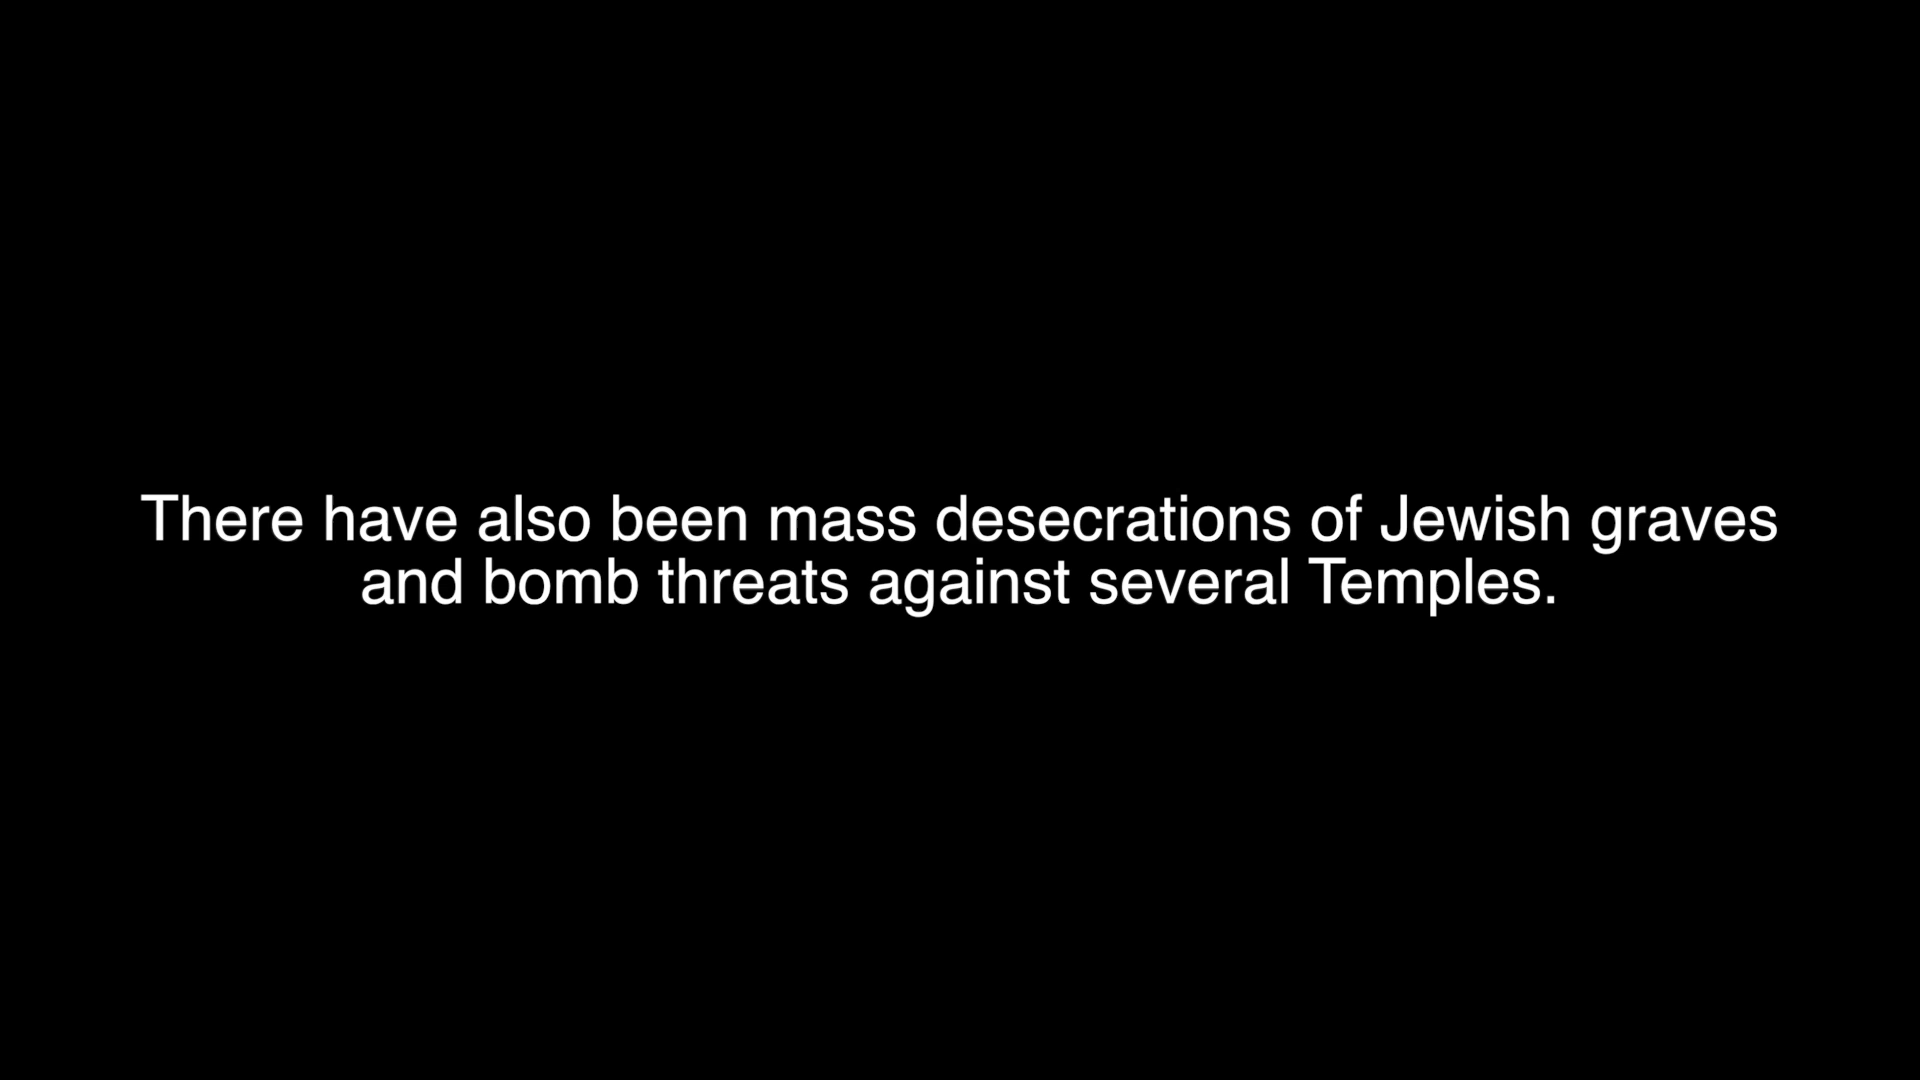 There have also been mass desecrations of Jewish graves
and bomb threats against several Temples.